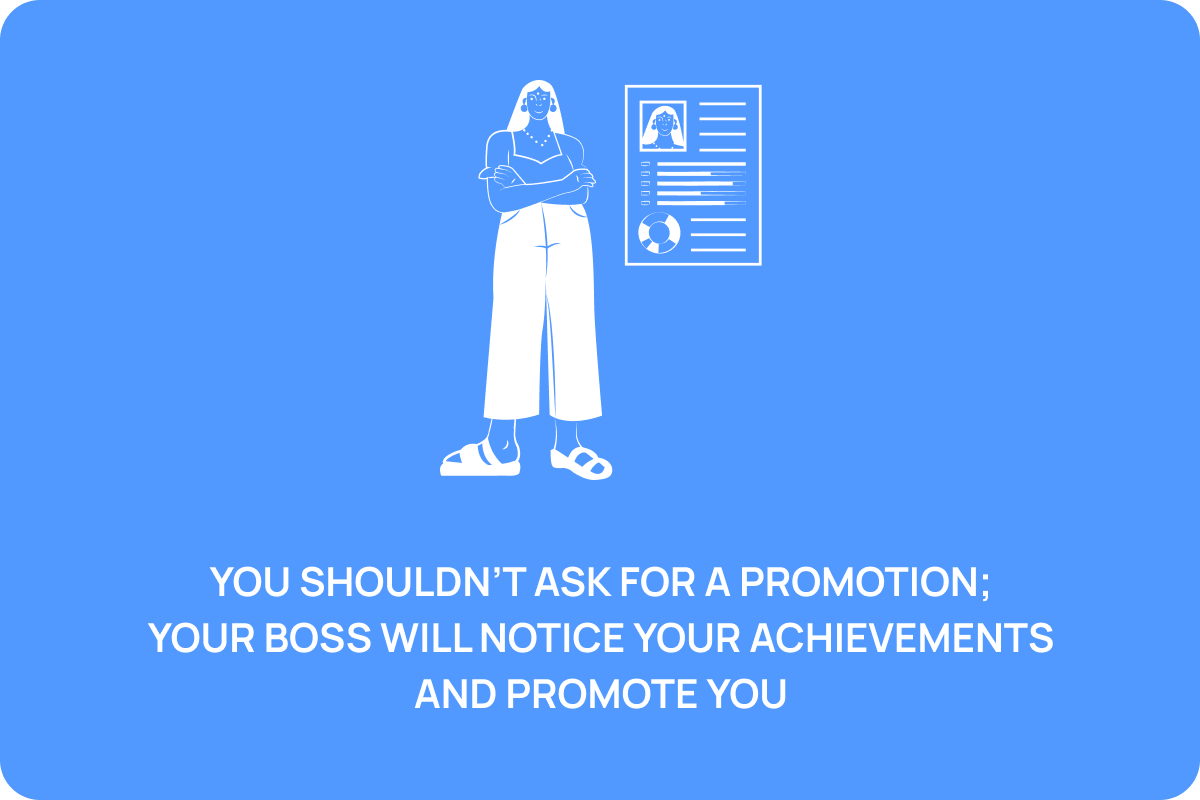 YOU SHOULDN’T ASK FOR A PROMOTION;
YOUR BOSS WILL NOTICE YOUR ACHIEVEMENTS
AND PROMOTE YOU